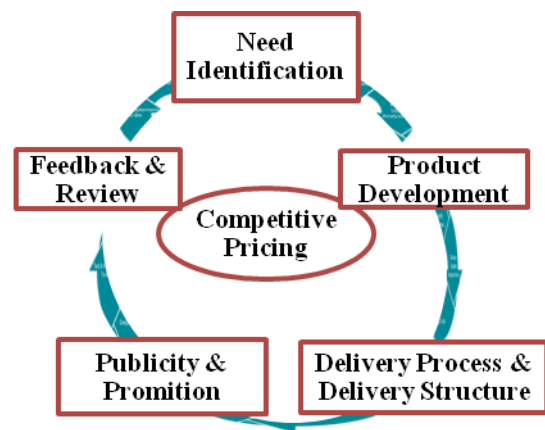 Need
Identification
Product
Development
Delivery Process &
Delivery Structure
Publicity &
Promition
Feedback &
Review
Competitive
Pricing